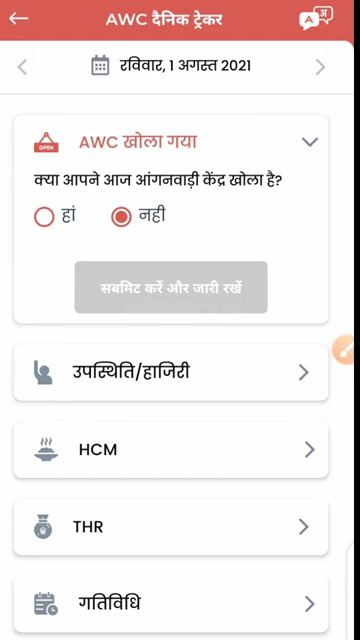 AWC दैनिक ट्रेकर
A अ
रविवार, 1 अगस्त 2021
OPEN
AWC खोला गया
क्या आपने आज आंगनवाड़ी केंद्र खोला है?
हां नही
सबमिट करें और जारी रखें
उपस्थिति/हाजिरी
HCM
THR
गतिविधि